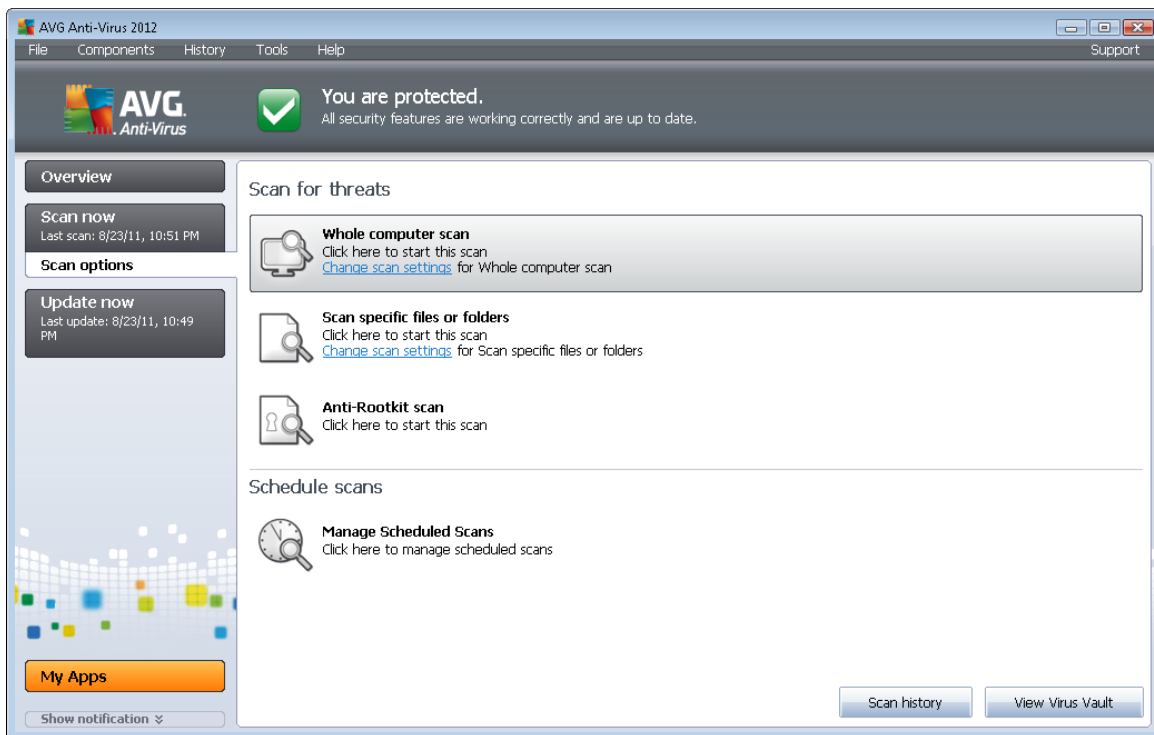 AVG Anti-Virus 2012
File Components History Tools Help Support
AVG.
Anti-Virus
You are protected.
All security features are working correctly and are up to date.
Overview
Scan now
Last scan: 8/23/11, 10:51 PM
Scan options
Update now
Last update: 8/23/11, 10:49
PM
My Apps
Show notification
Scan for threats
Whole computer scan
Click here to start this scan
Change scan settings for Whole computer scan
Scan specific files or folders
Click here to start this scan
Change scan settings for Scan specific files or folders
Anti-Rootkit scan
Click here to start this scan
Schedule scans
Manage Scheduled Scans
Click here to manage scheduled scans
Scan history
View Virus Vault